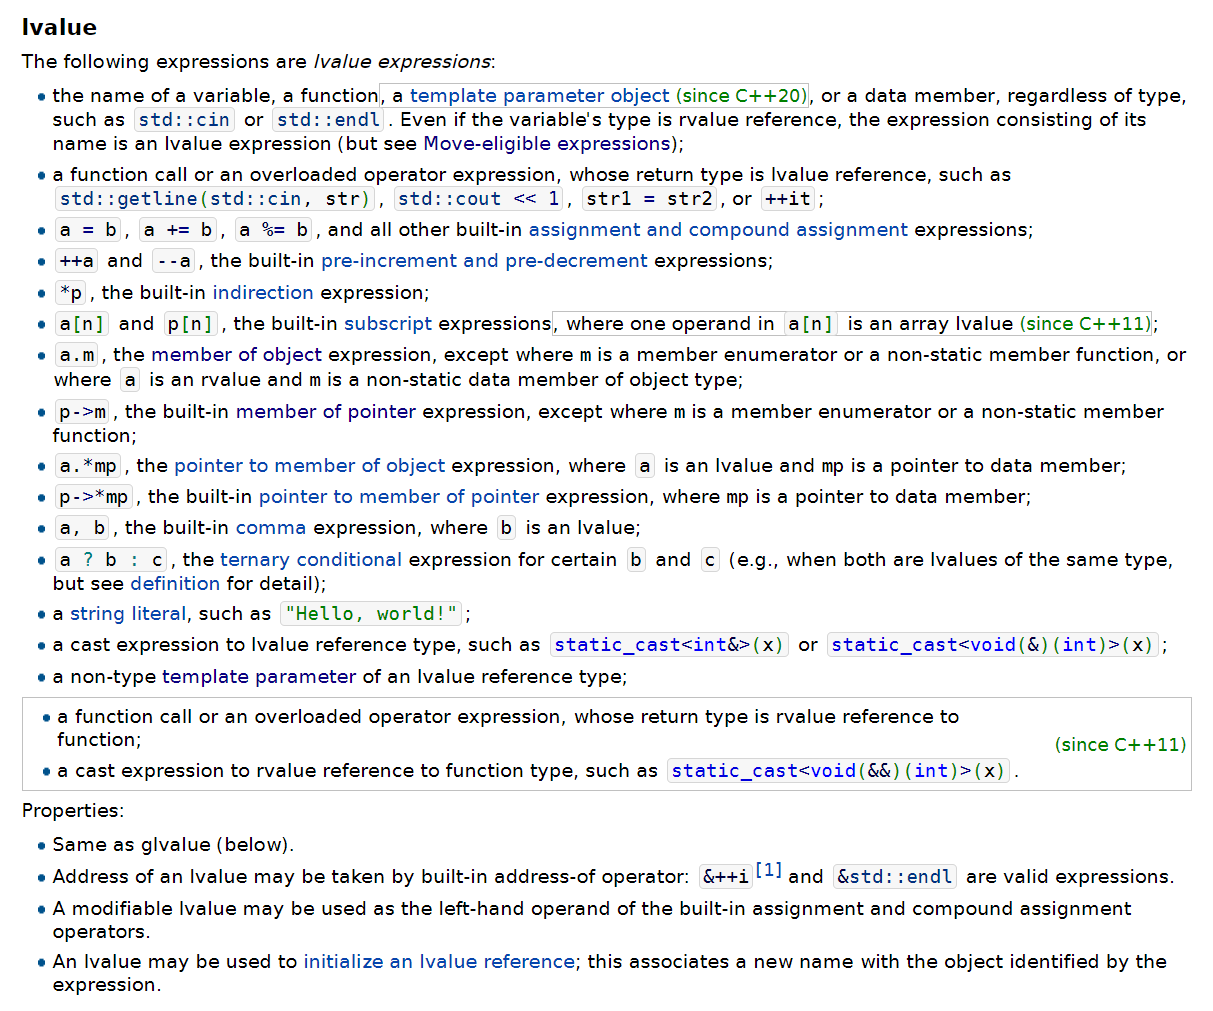 lvalue
The following expressions are lvalue expressions:
• the name of a variable, a function, a template parameter object (since C++20), or a data member, regardless of type,
such as std::cin or std::endl. Even if the variable's type is rvalue reference, the expression consisting of its
name is an lvalue expression (but see Move-eligible expressions);
• a function call or an overloaded operator expression, whose return type is lvalue reference, such as
std::getline(std::cin, str), std::cout << 1, str1 = str2, or ++it;
• a = b, a += b, a %= b, and all other built-in assignment and compound assignment expressions;
• ++a and --a, the built-in pre-increment and pre-decrement expressions;
• *p, the built-in indirection expression;
• a[n] and p[n], the built-in subscript expressions, where one operand in a[n] is an array lvalue (since C++11);
• a.m, the member of object expression, except where m is a member enumerator or a non-static member function, or
where a is an rvalue and m is a non-static data member of object type;
• p->m, the built-in member of pointer expression, except where m is a member enumerator or a non-static member
function;
• a.*mp, the pointer to member of object expression, where a is an lvalue and mp is a pointer to data member;
• p->*mp, the built-in pointer to member of pointer expression, where mp is a pointer to data member;
• a, b, the built-in comma expression, where b is an lvalue;
• a ? b : c, the ternary conditional expression for certain b and c (e.g., when both are lvalues of the same type,
but see definition for detail);
• a string literal, such as "Hello, world!";
• a cast expression to lvalue reference type, such as static_cast<int&>(x) or static_cast<void(&)(int)>(x);
• a non-type template parameter of an lvalue reference type;
• a function call or an overloaded operator expression, whose return type is rvalue reference to
function;
• a cast expression to rvalue reference to function type, such as static_cast<void(&&)(int)>(x).
(since C++11)
Properties:
• Same as glvalue (below).
• Address of an lvalue may be taken by built-in address-of operator: &++i[1] and &std::endl are valid expressions.
• A modifiable lvalue may be used as the left-hand operand of the built-in assignment and compound assignment
operators.
• An lvalue may be used to initialize an lvalue reference; this associates a new name with the object identified by the
expression.